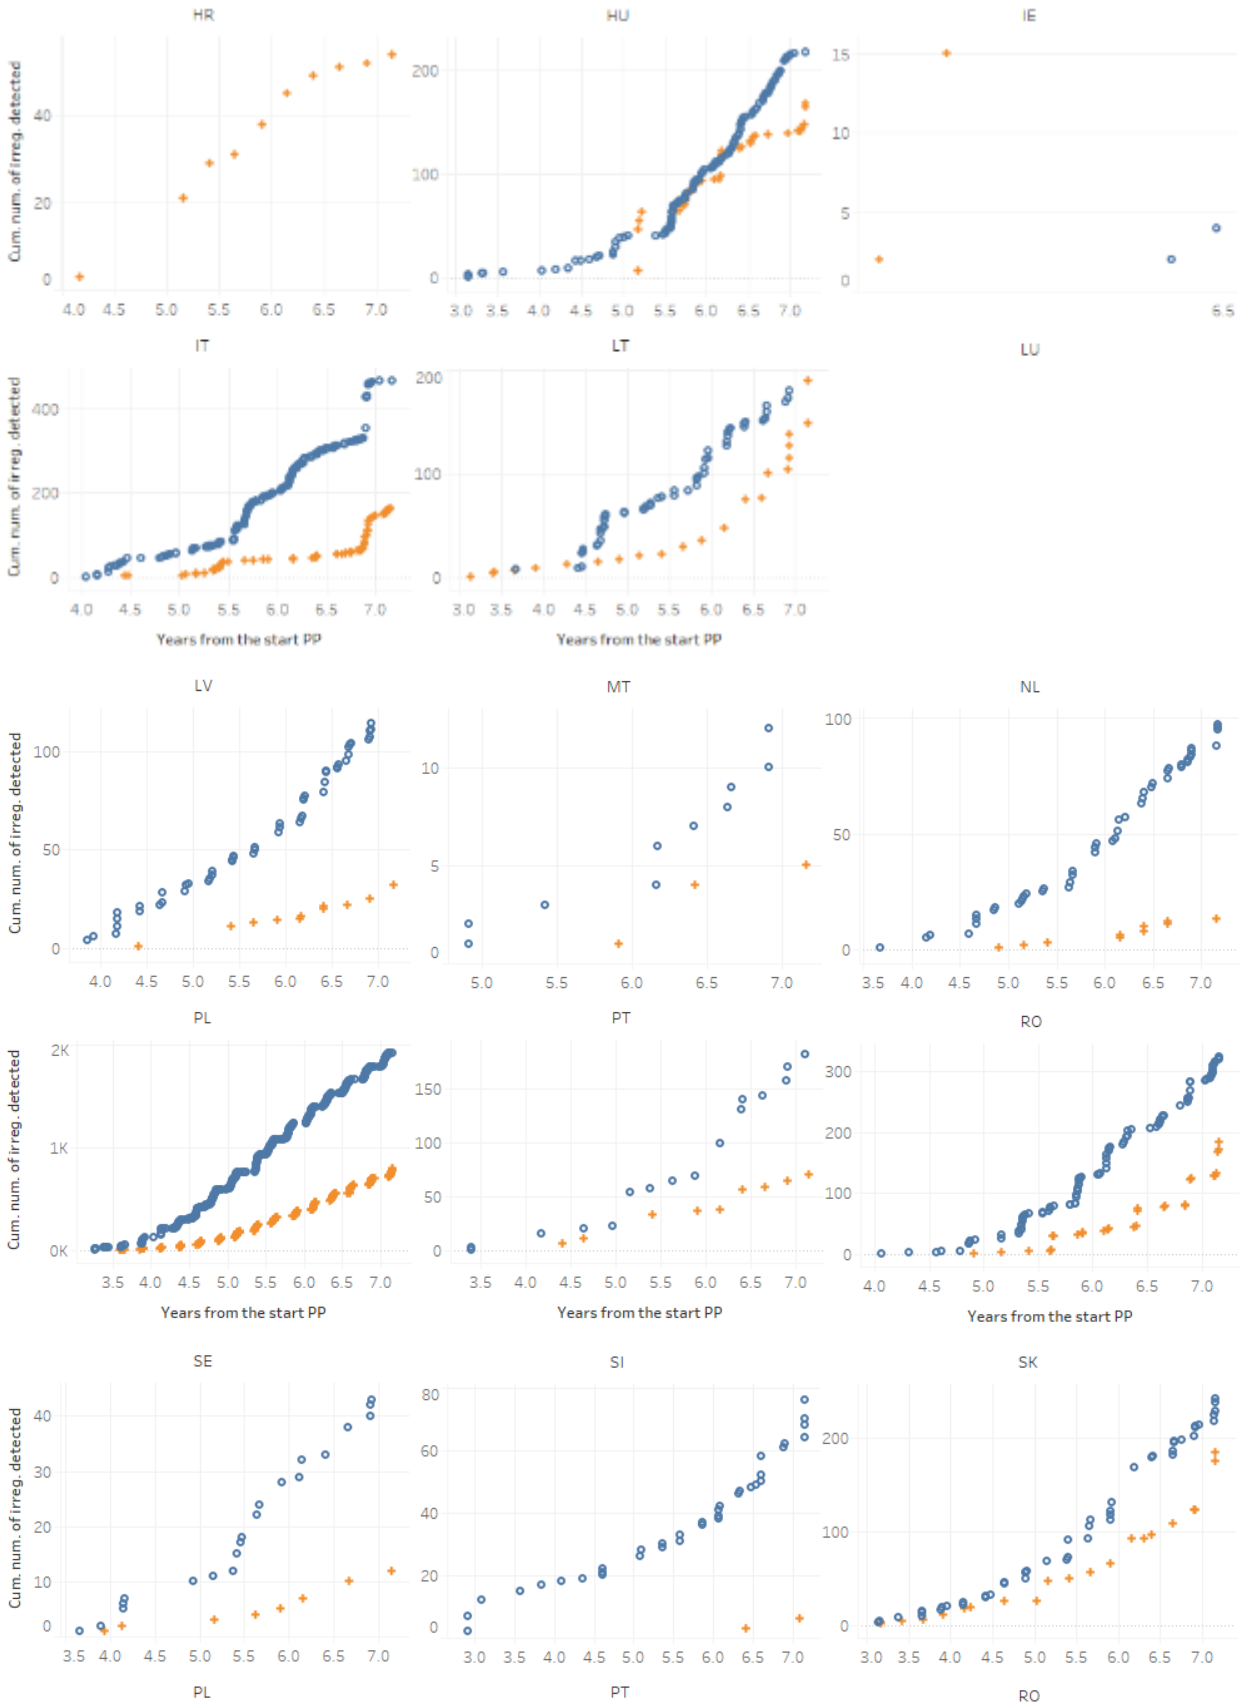 HR HU IE
Cum. num. of irreg. detected
40
20
0
4.0 4.5 5.0 5.5 6.0 6.5 7.0
200
100
0
3.0 3.5 4.0 4.5 5.0 5.5 6.0 6.5 7.0
15
10
5
0
6.5
IT LT LU
Cum. num. of irreg. detected
400
200
0
4.0 4.5 5.0 5.5 6.0 6.5 7.0
Years from the start PP
200
100
0
3.0 3.5 4.0 4.5 5.0 5.5 6.0 6.5 7.0
Years from the start PP
LV MT NL
Cum. num. of irreg. detected
100
50
0
4.0 4.5 5.0 5.5 6.0 6.5 7.0
10
5
0
5.0 5.5 6.0 6.5 7.0
100
50
0
3.5 4.0 4.5 5.0 5.5 6.0 6.5 7.0
PL PT RO
Cum. num. of irreg. detected
2K
1K
0K
3.5 4.0 4.5 5.0 5.5 6.0 6.5 7.0
Years from the start PP
150
100
50
0
3.5 4.0 4.5 5.0 5.5 6.0 6.5 7.0
Years from the start PP
300
200
100
0
4.0 4.5 5.0 5.5 6.0 6.5 7.0
Years from the start PP
SE SI SK
Cum. num. of irreg. detected
40
30
20
10
0
3.5 4.0 4.5 5.0 5.5 6.0 6.5 7.0
80
60
40
20
0
3.0 3.5 4.0 4.5 5.0 5.5 6.0 6.5 7.0
200
100
0
3.0 3.5 4.0 4.5 5.0 5.5 6.0 6.5 7.0
PL PT RO